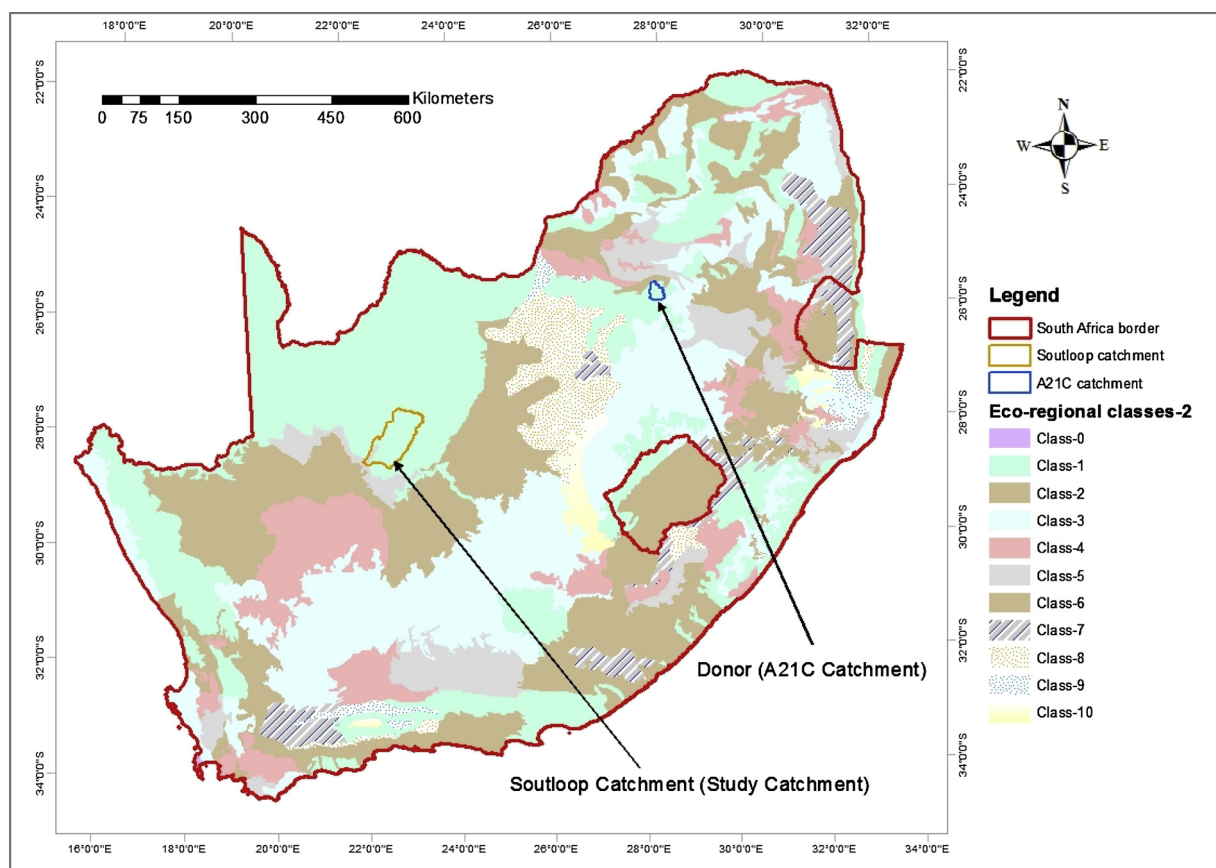 18°0'0"E 20°0'0"E 22°0'0"E 24°0'0"E 26°0'0"E 28°0'0"E 30°0'0"E 32°0'0"E
22°0'0"S
24°0'0"S
26°0'0"S
28°0'0"S
30°0'0"S
32°0'0"S
34°0'0"S
Kilometers
0 75 150 300 450 600
22°0'0"S
24°0'0"S
26°0'0"S
28°0'0"S
30°0'0"S
32°0'0"S
34°0'0"S
N
W E
S
Legend
South Africa border
Soutloop catchment
A21C catchment
Eco-regional classes-2
Class-0
Class-1
Class-2
Class-3
Class-4
Class-5
Class-6
Class-7
Class-8
Class-9
Class-10
Donor (A21C Catchment)
Soutloop Catchment (Study Catchment)
16°0'0"E 18°0'0"E 20°0'0"E 22°0'0"E 24°0'0"E 26°0'0"E 28°0'0"E 30°0'0"E 32°0'0"E 34°0'0"E